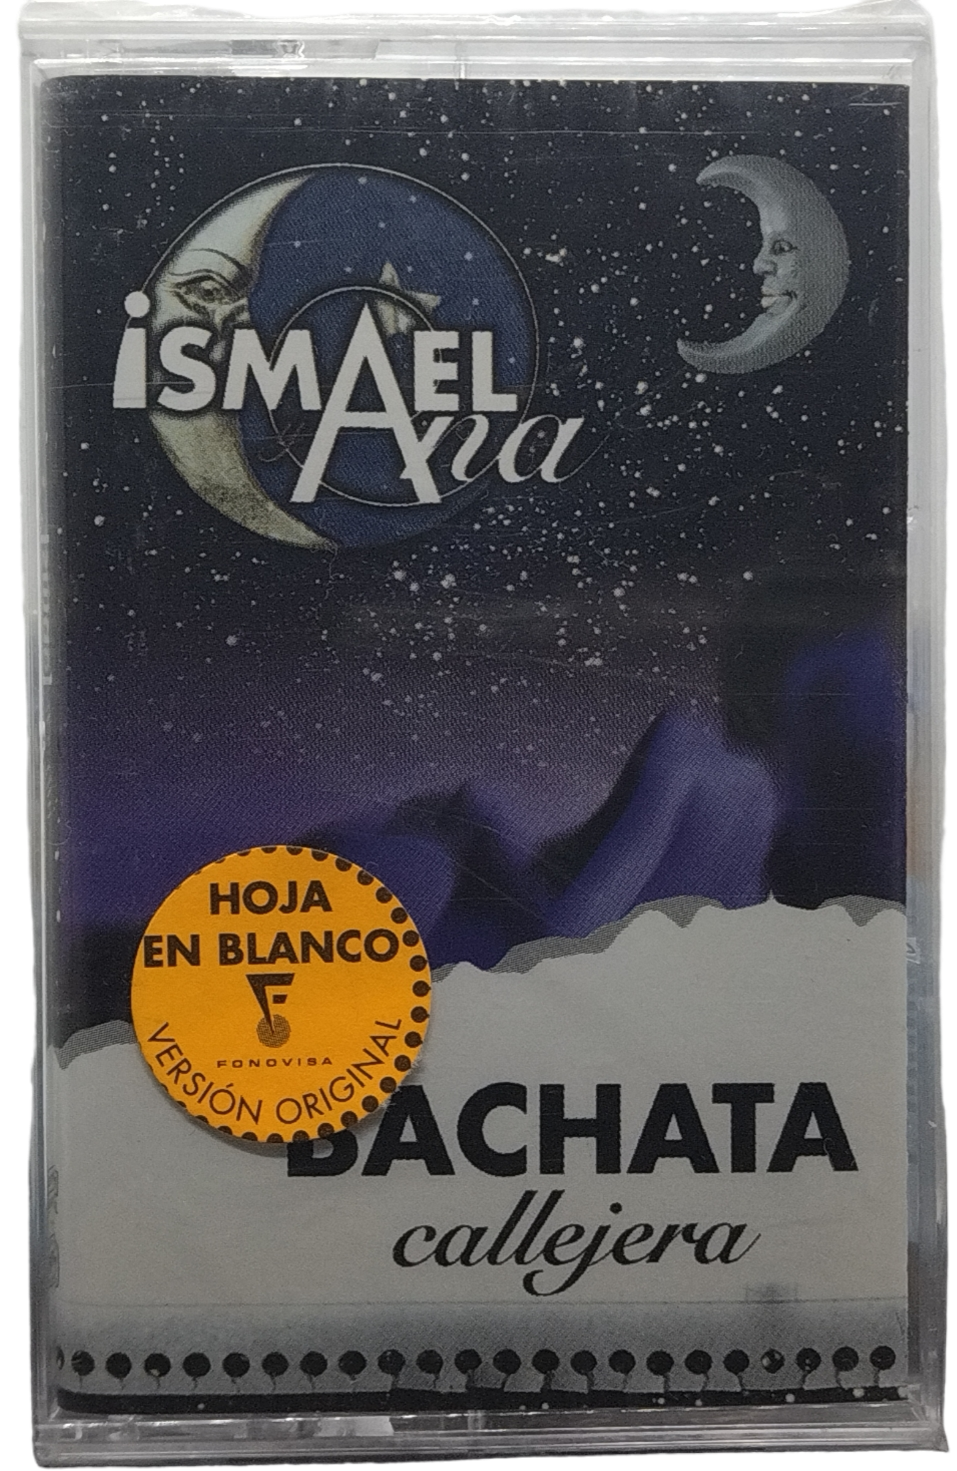 iSMAEL
Ana
HOJA
EN BLANCO
FONOVISA
VERSIÓN ORIGINAL
BACHATA
callejera